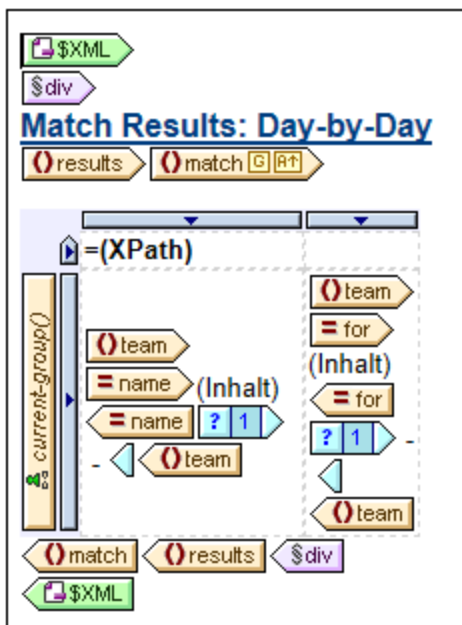 $XML
§div
Match Results: Day-by-Day
() results () match G A↑
=(XPath)
current-group()
() team
= name (Inhalt)
= name ? 1
- () team
() team
= for
(Inhalt)
= for
? 1 -
() team
() match () results §div
$XML